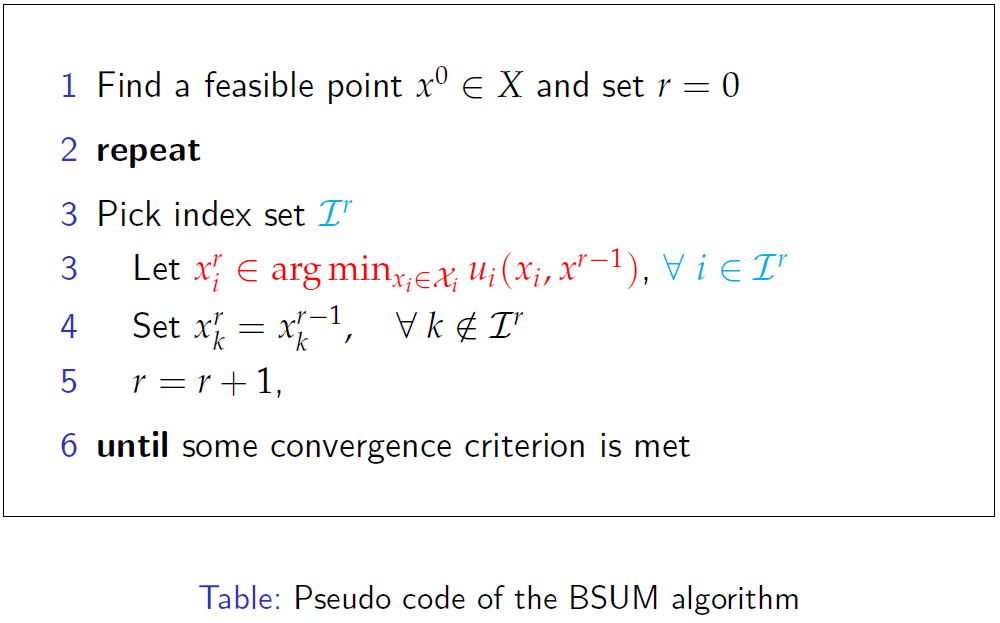 1 Find a feasible point $x^0 \in X$ and set $r = 0$
2 repeat
3 Pick index set $\mathcal{I}^r$
3 Let $x_i^r \in \arg\min_{x_i \in \mathcal{X}_i} u_i(x_i, x^{r-1})$, $\forall\, i \in \mathcal{I}^r$
4 Set $x_k^r = x_k^{r-1}$, $\forall\, k \notin \mathcal{I}^r$
5 $r = r + 1$,
6 until some convergence criterion is met
Table: Pseudo code of the BSUM algorithm